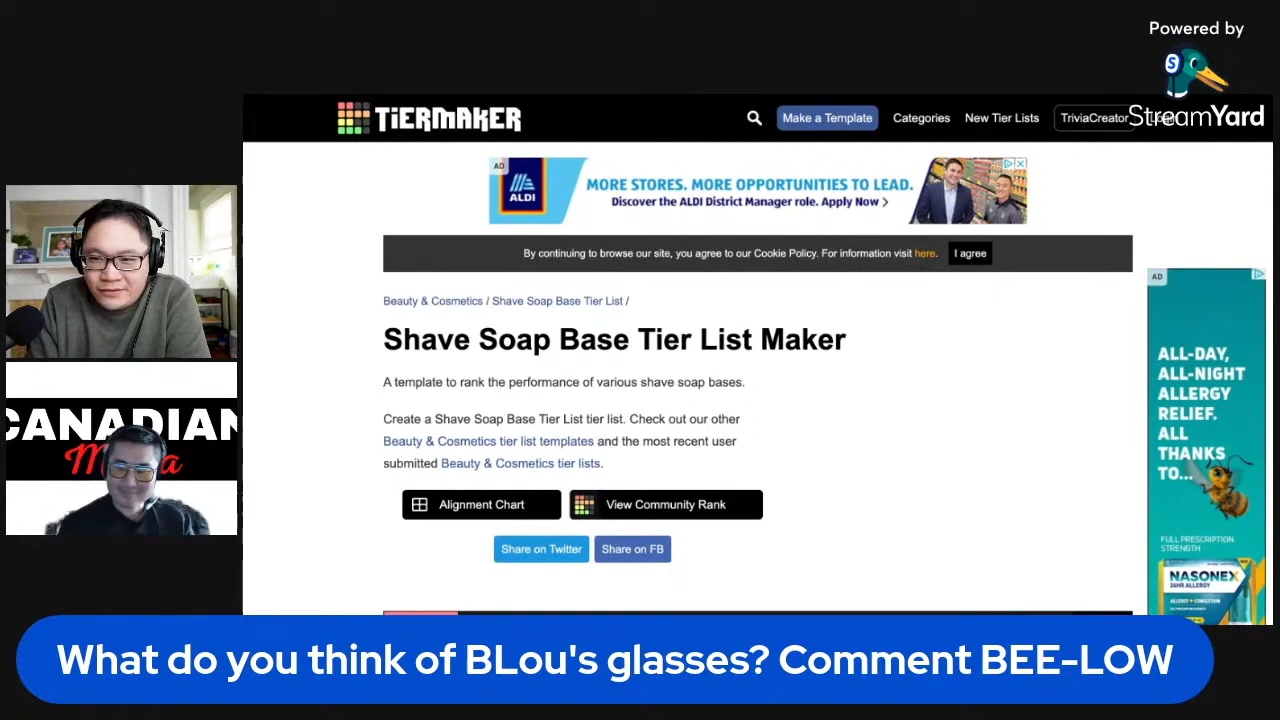 Powered by
S
StreamYard
TiERMAKER
Make a Template
Categories
New Tier Lists
TriviaCreator
AD
ALDI
MORE STORES. MORE OPPORTUNITIES TO LEAD.
Discover the ALDI District Manager role. Apply Now >
By continuing to browse our site, you agree to our Cookie Policy. For information visit here.
I agree
Beauty & Cosmetics / Shave Soap Base Tier List /
Shave Soap Base Tier List Maker
A template to rank the performance of various shave soap bases.
Create a Shave Soap Base Tier List tier list. Check out our other
Beauty & Cosmetics tier list templates and the most recent user
submitted Beauty & Cosmetics tier lists.
Alignment Chart
View Community Rank
Share on Twitter
Share on FB
AD
ALL-DAY,
ALL-NIGHT
ALLERGY
RELIEF.
ALL
THANKS
TO...
FULL PRESCRIPTION
STRENGTH
NASONEX
24HR ALLERGY
CANADIAN
What do you think of BLou's glasses? Comment BEE-LOW